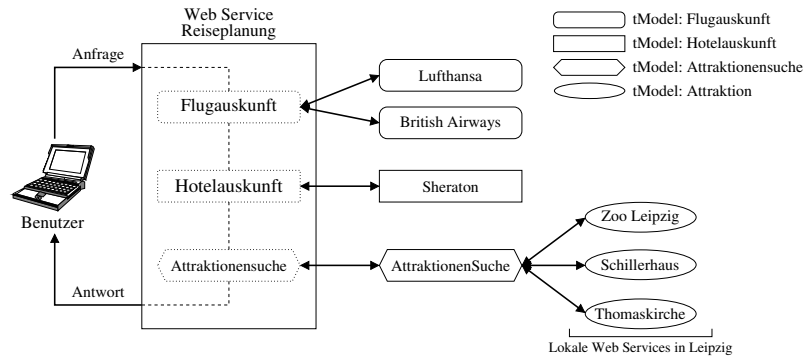 Web Service
Reiseplanung
Anfrage
Flugauskunft
Hotelauskunft
Attraktionensuche
Benutzer
Antwort
Lufthansa
British Airways
Sheraton
AttraktionenSuche
Zoo Leipzig
Schillerhaus
Thomaskirche
Lokale Web Services in Leipzig
tModel: Flugauskunft
tModel: Hotelauskunft
tModel: Attraktionensuche
tModel: Attraktion